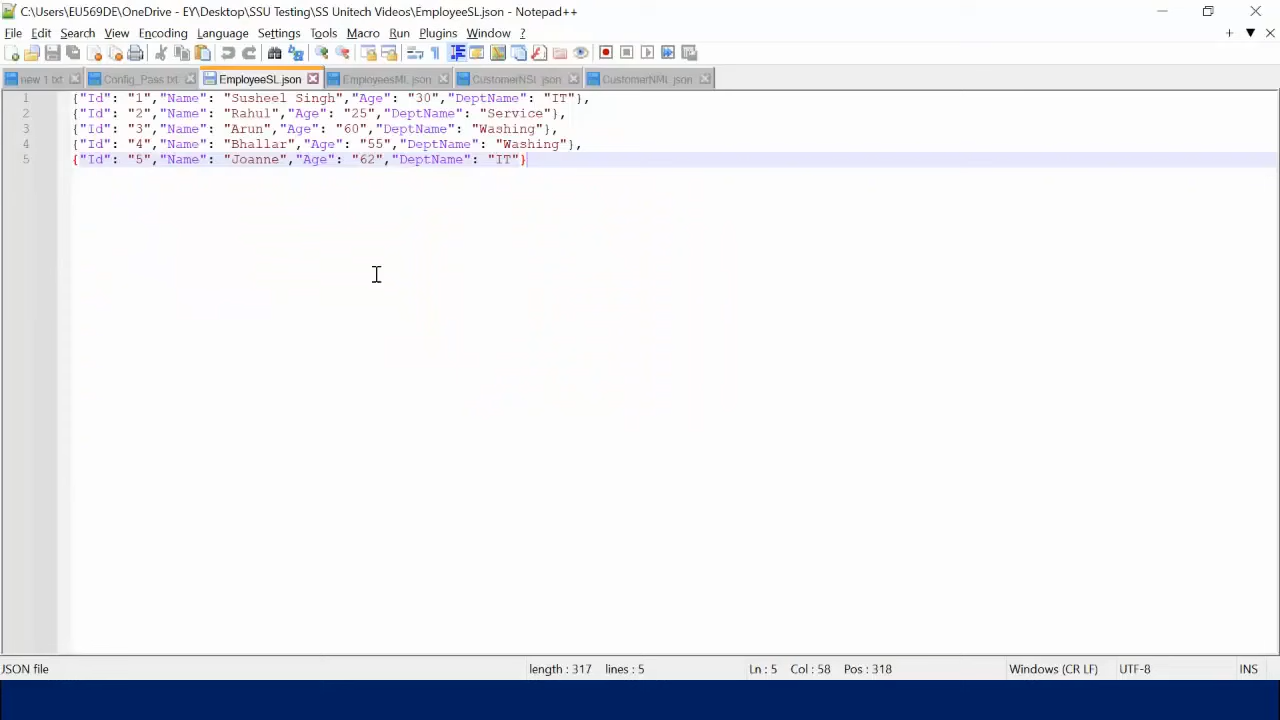 C:\Users\EU569DE\OneDrive - EY\Desktop\SSU Testing\SS Unitech Videos\EmployeeSL.json - Notepad++
File Edit Search View Encoding Language Settings Tools Macro Run Plugins Window ?
new 1.txt Config_Pass.txt EmployeeSL.json EmployeesML.json CustomerNSL.json CustomerNML.json
1 {"Id": "1","Name": "Susheel Singh","Age": "30","DeptName": "IT"},
2 {"Id": "2","Name": "Rahul","Age": "25","DeptName": "Service"},
3 {"Id": "3","Name": "Arun","Age": "60","DeptName": "Washing"},
4 {"Id": "4","Name": "Bhallar","Age": "55","DeptName": "Washing"},
5 {"Id": "5","Name": "Joanne","Age": "62","DeptName": "IT"}
JSON file length : 317 lines : 5 Ln : 5 Col : 58 Pos : 318 Windows (CR LF) UTF-8 INS